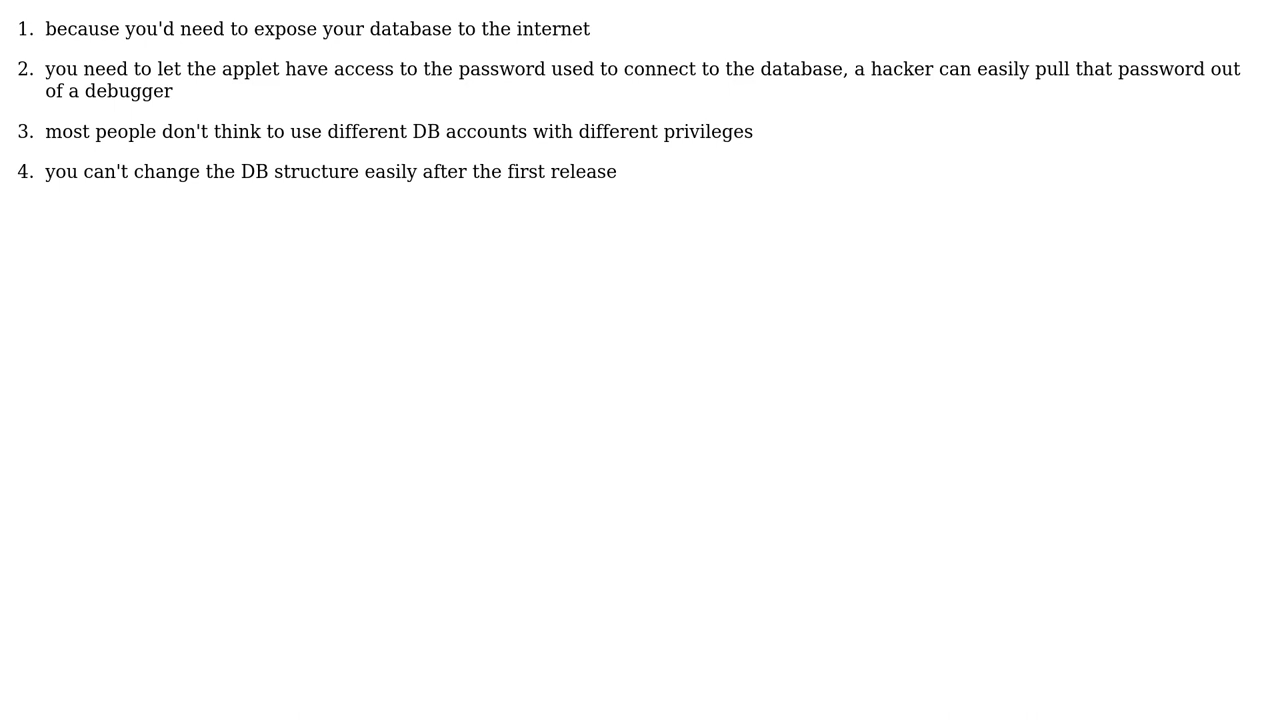 1. because you'd need to expose your database to the internet
2. you need to let the applet have access to the password used to connect to the database, a hacker can easily pull that password out
of a debugger
3. most people don't think to use different DB accounts with different privileges
4. you can't change the DB structure easily after the first release